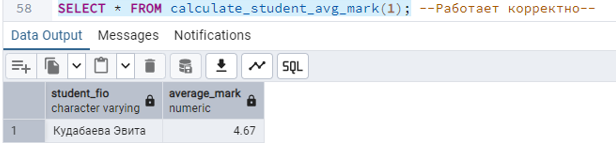 58 SELECT * FROM calculate_student_avg_mark(1); --Работает корректно--
Data Output Messages Notifications
SQL
student_fio average_mark
character varying numeric
1 Кудабаева Эвита 4.67